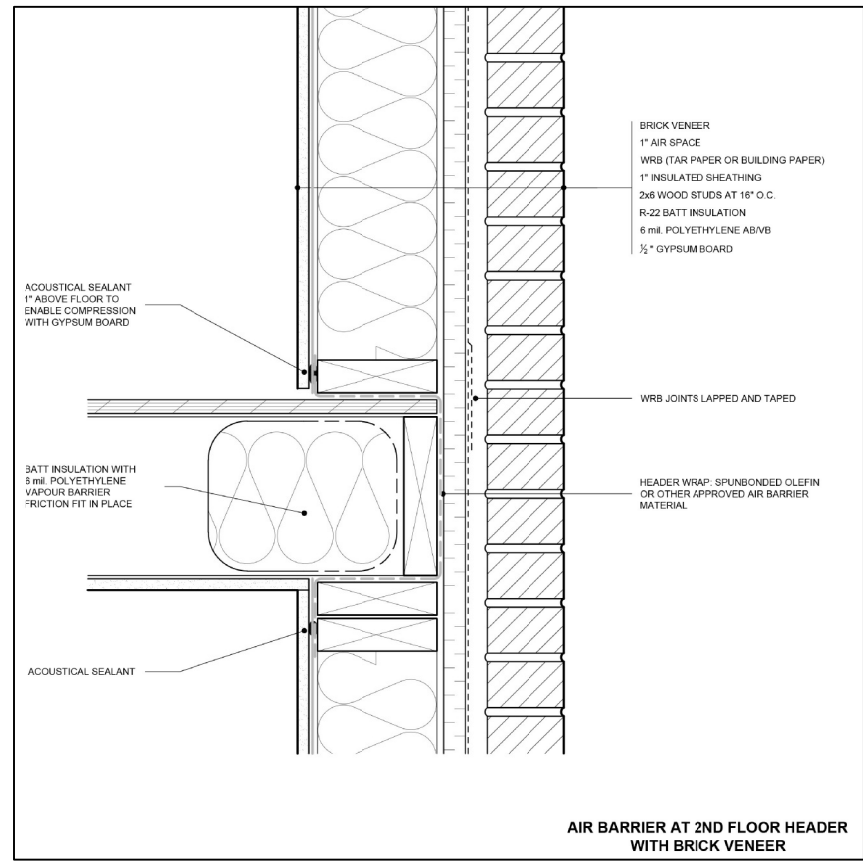 BRICK VENEER
1" AIR SPACE
WRB (TAR PAPER OR BUILDING PAPER)
1" INSULATED SHEATHING
2x6 WOOD STUDS AT 16" O.C.
R-22 BATT INSULATION
6 mil. POLYETHYLENE AB/VB
½" GYPSUM BOARD
ACOUSTICAL SEALANT
1" ABOVE FLOOR TO
ENABLE COMPRESSION
WITH GYPSUM BOARD
WRB JOINTS LAPPED AND TAPED
BATT INSULATION WITH
6 mil. POLYETHYLENE
VAPOUR BARRIER
FRICTION FIT IN PLACE
HEADER WRAP: SPUNBONDED OLEFIN
OR OTHER APPROVED AIR BARRIER
MATERIAL
ACOUSTICAL SEALANT
AIR BARRIER AT 2ND FLOOR HEADER
WITH BRICK VENEER